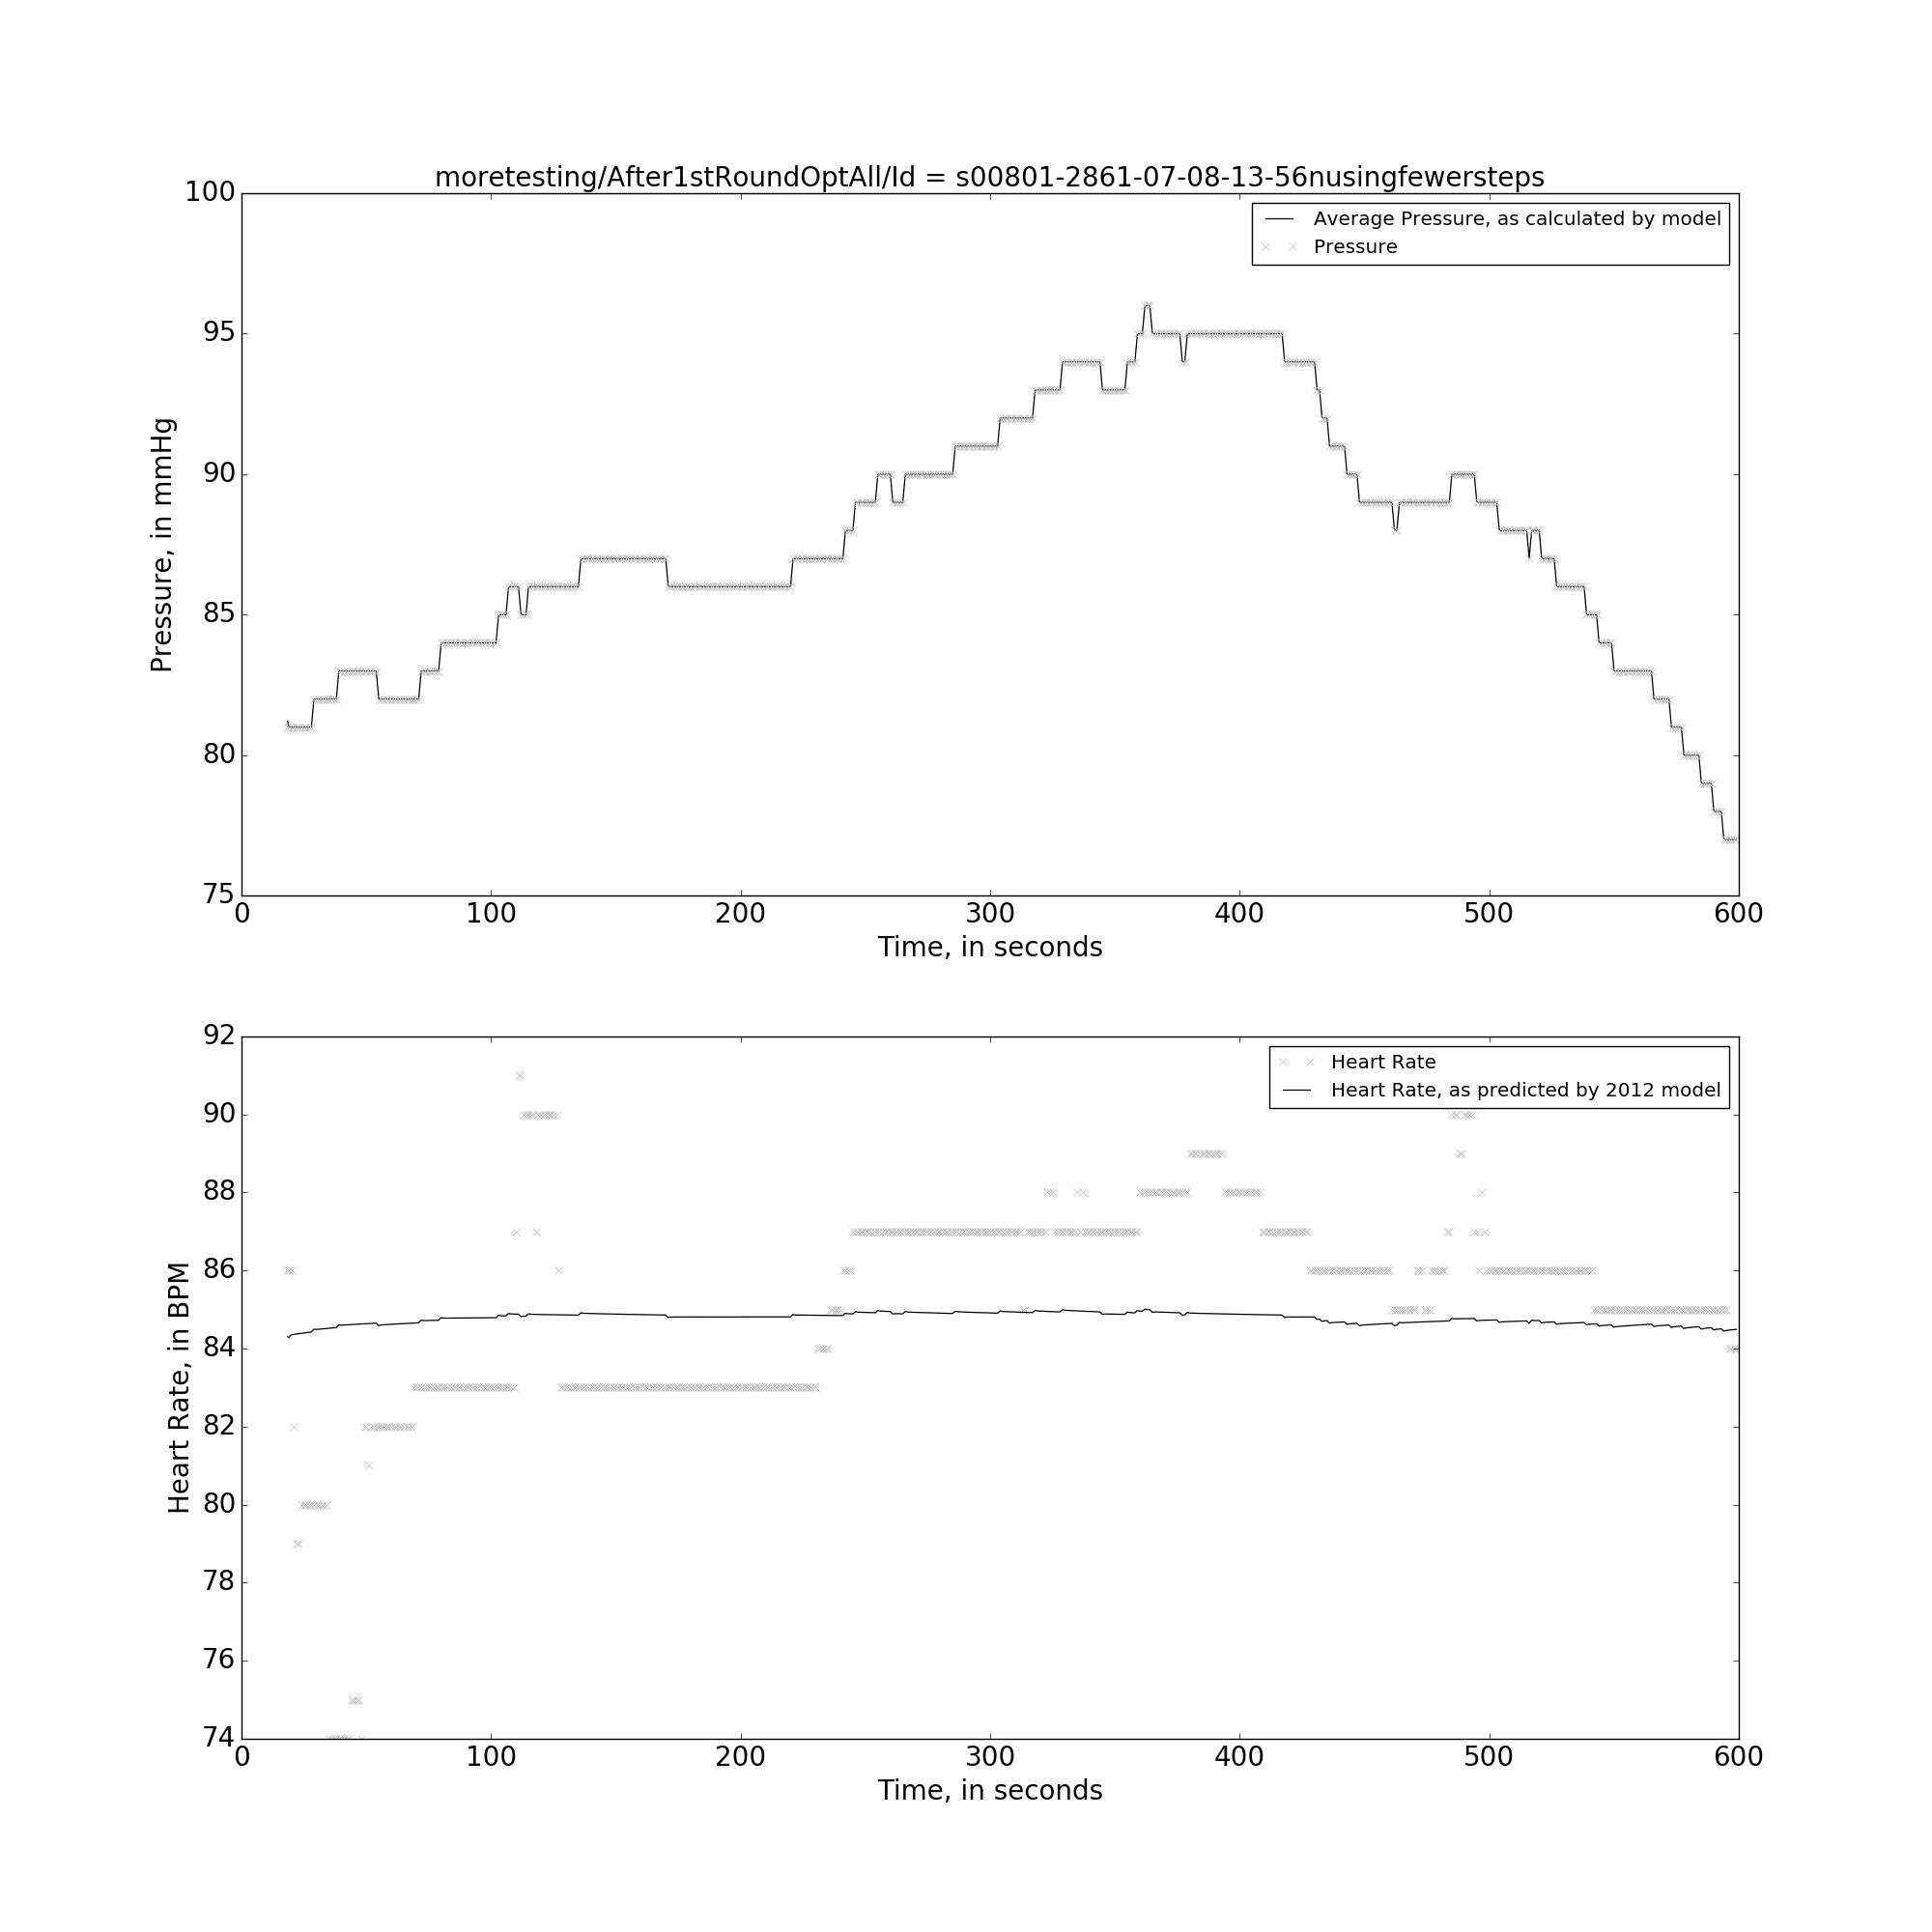 moretesting/After1stRoundOptAll/Id = s00801-2861-07-08-13-56nusingfewersteps
100
95
90
85
80
75
Pressure, in mmHg
Average Pressure, as calculated by model
Pressure
0 100 200 300 400 500 600
Time, in seconds
92
90
88
86
84
82
80
78
76
74
Heart Rate, in BPM
Heart Rate
Heart Rate, as predicted by 2012 model
0 100 200 300 400 500 600
Time, in seconds